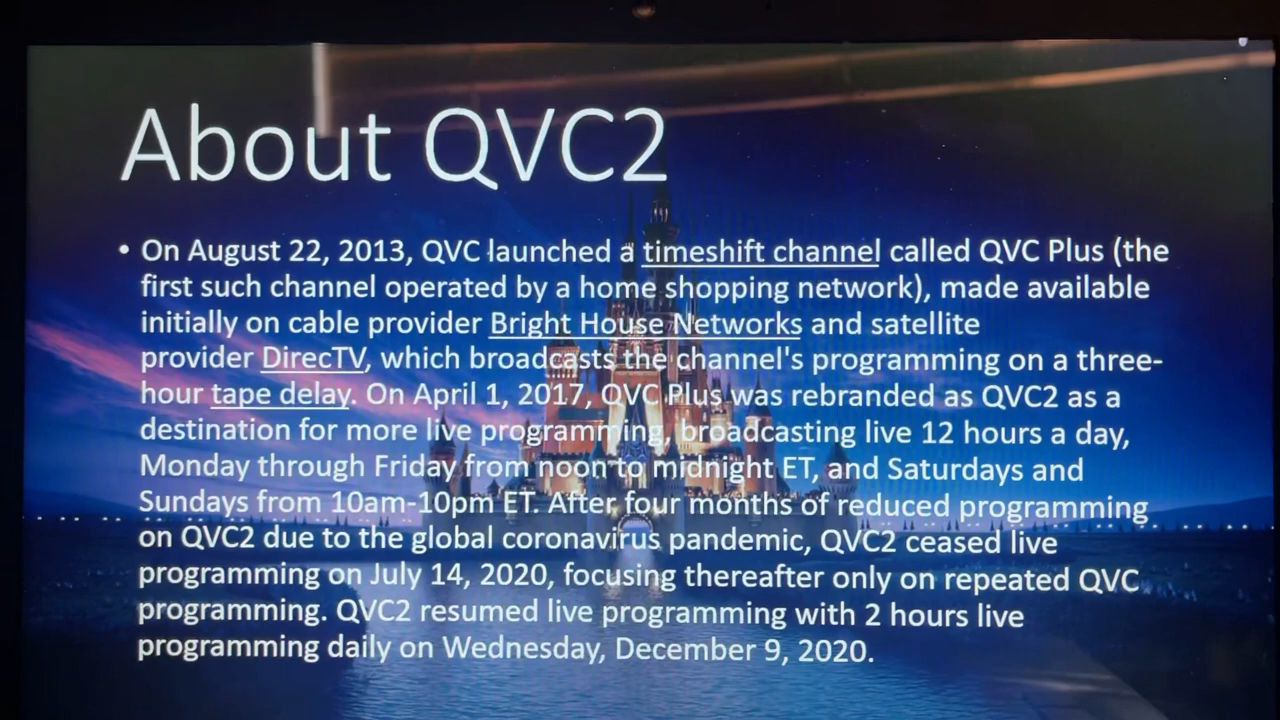 About QVC2
• On August 22, 2013, QVC launched a timeshift channel called QVC Plus (the
first such channel operated by a home shopping network), made available
initially on cable provider Bright House Networks and satellite
provider DirecTV, which broadcasts the channel's programming on a three-
hour tape delay. On April 1, 2017, QVC Plus was rebranded as QVC2 as a
destination for more live programming, broadcasting live 12 hours a day,
Monday through Friday from noon to midnight ET, and Saturdays and
Sundays from 10am-10pm ET. After four months of reduced programming
on QVC2 due to the global coronavirus pandemic, QVC2 ceased live
programming on July 14, 2020, focusing thereafter only on repeated QVC
programming. QVC2 resumed live programming with 2 hours live
programming daily on Wednesday, December 9, 2020.